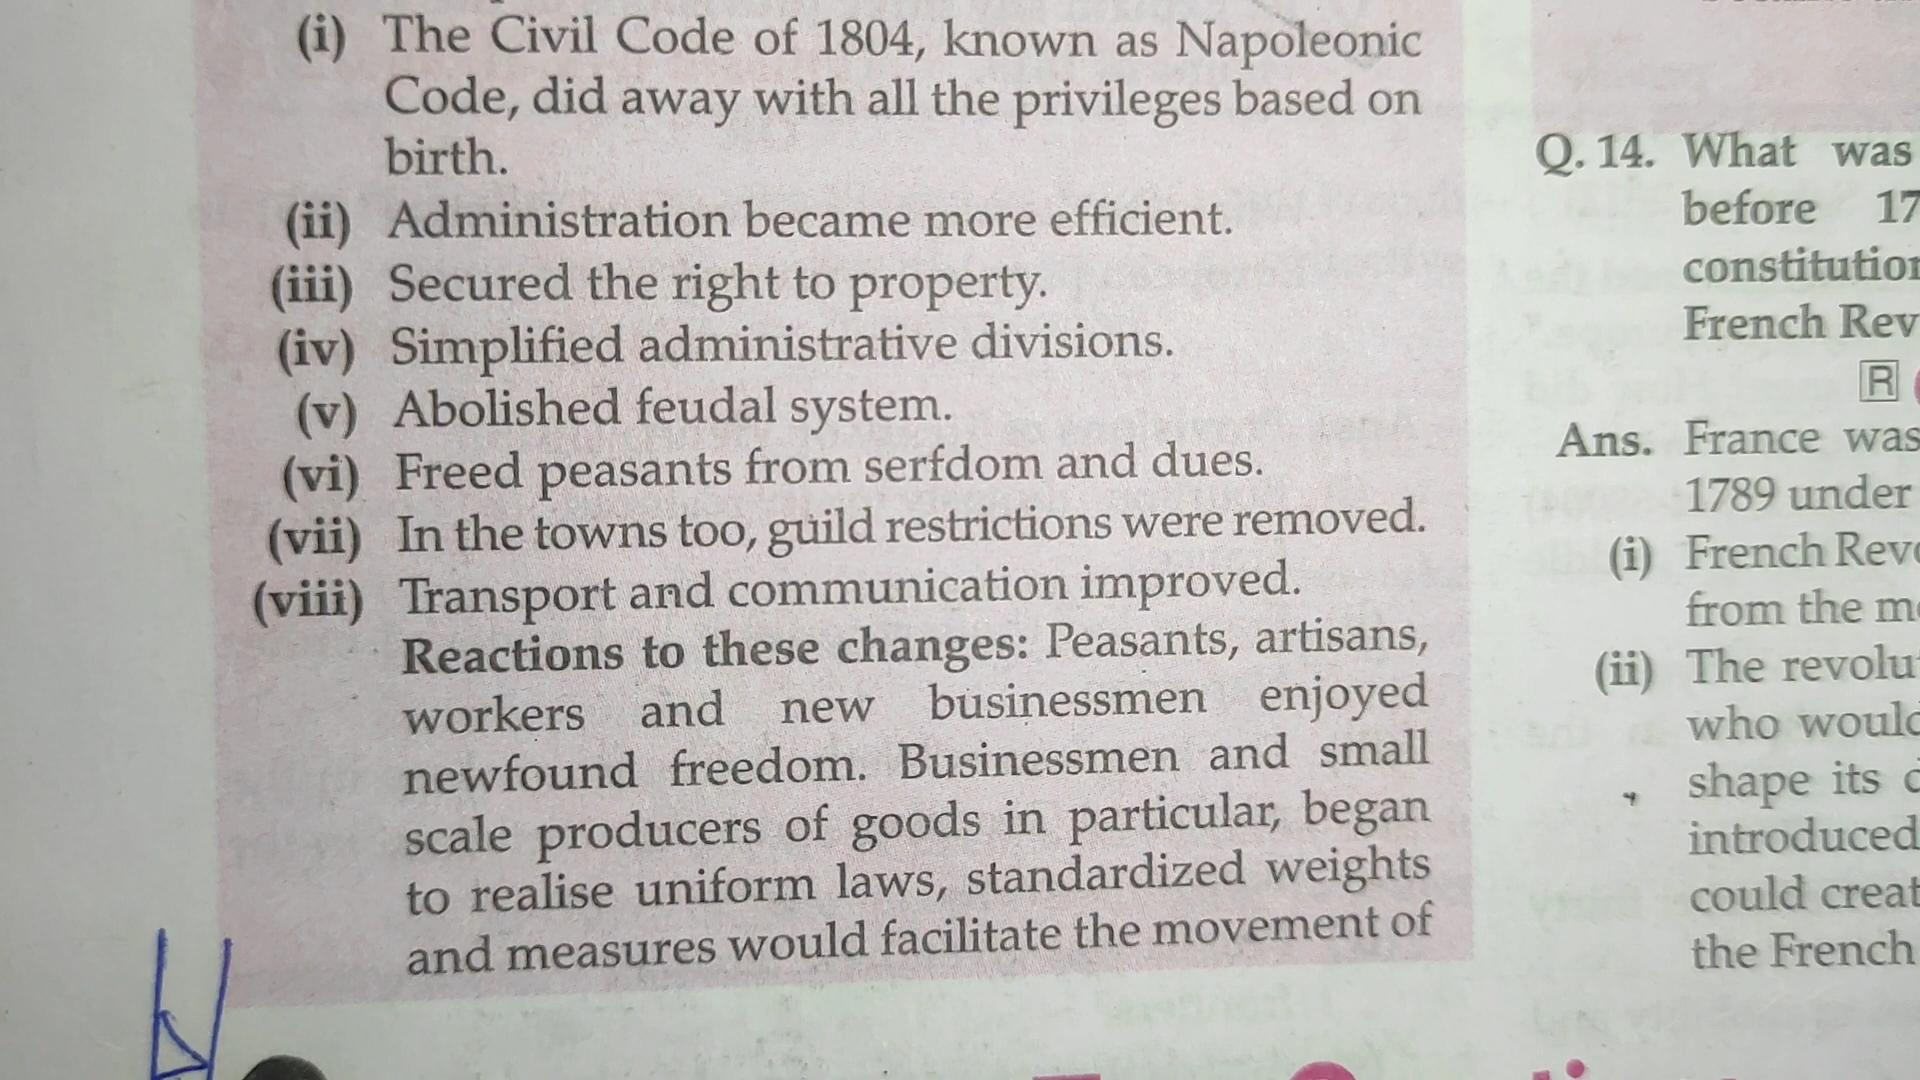 (i) The Civil Code of 1804, known as Napoleonic
Code, did away with all the privileges based on
birth.
(ii) Administration became more efficient.
(iii) Secured the right to property.
(iv) Simplified administrative divisions.
(v) Abolished feudal system.
(vi) Freed peasants from serfdom and dues.
(vii) In the towns too, guild restrictions were removed.
(viii) Transport and communication improved.
Reactions to these changes: Peasants, artisans,
workers and new businessmen enjoyed
newfound freedom. Businessmen and small
scale producers of goods in particular, began
to realise uniform laws, standardized weights
and measures would facilitate the movement of
Q. 14. What was
before 17
constitution
French Rev
R
Ans. France was
1789 under
(i) French Revo
from the
(ii) The revolu
who would
shape its
introduced
could creat
the French